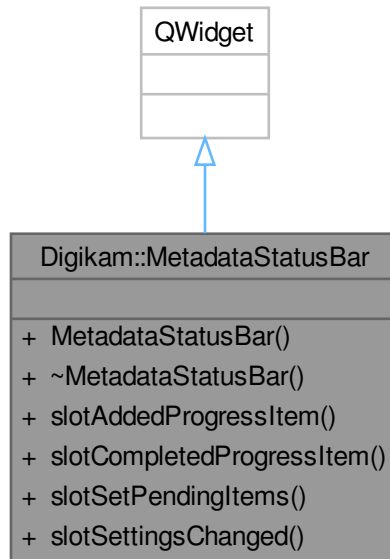 QWidget
Digikam::MetadataStatusBar
+ MetadataStatusBar()
+ ~MetadataStatusBar()
+ slotAddedProgressItem()
+ slotCompletedProgressItem()
+ slotSetPendingItems()
+ slotSettingsChanged()